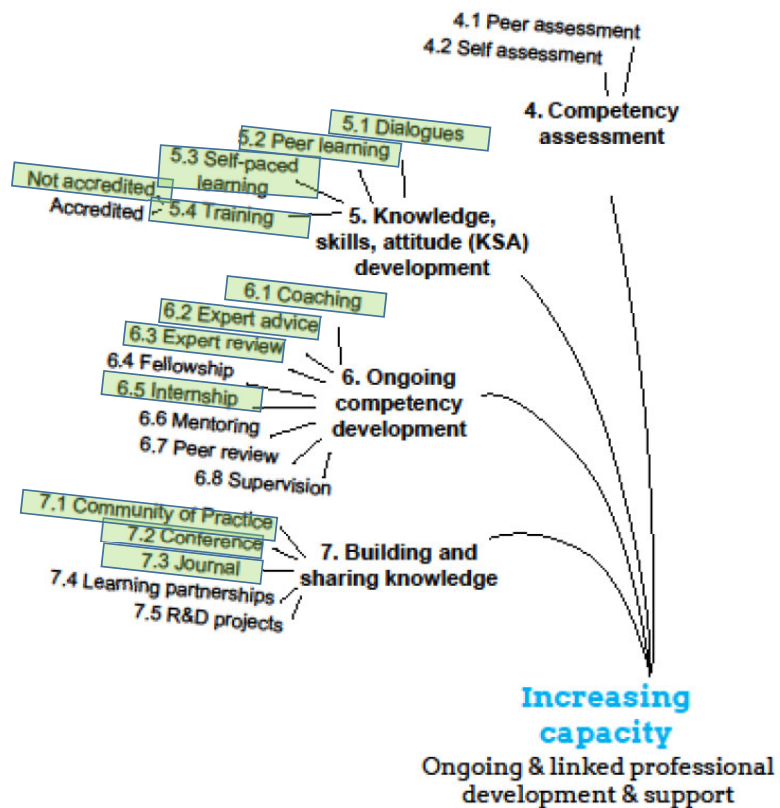 4.1 Peer assessment
4.2 Self assessment
4. Competency
assessment
5.1 Dialogues
5.2 Peer learning
5.3 Self-paced
learning
Not accredited
Accredited
5.4 Training
5. Knowledge,
skills, attitude (KSA)
development
6.1 Coaching
6.2 Expert advice
6.3 Expert review
6.4 Fellowship
6.5 Internship
6.6 Mentoring
6.7 Peer review
6.8 Supervision
6. Ongoing
competency
development
7.1 Community of Practice
7.2 Conference
7.3 Journal
7.4 Learning partnerships
7.5 R&D projects
7. Building and
sharing knowledge
Increasing
capacity
Ongoing & linked professional
development & support